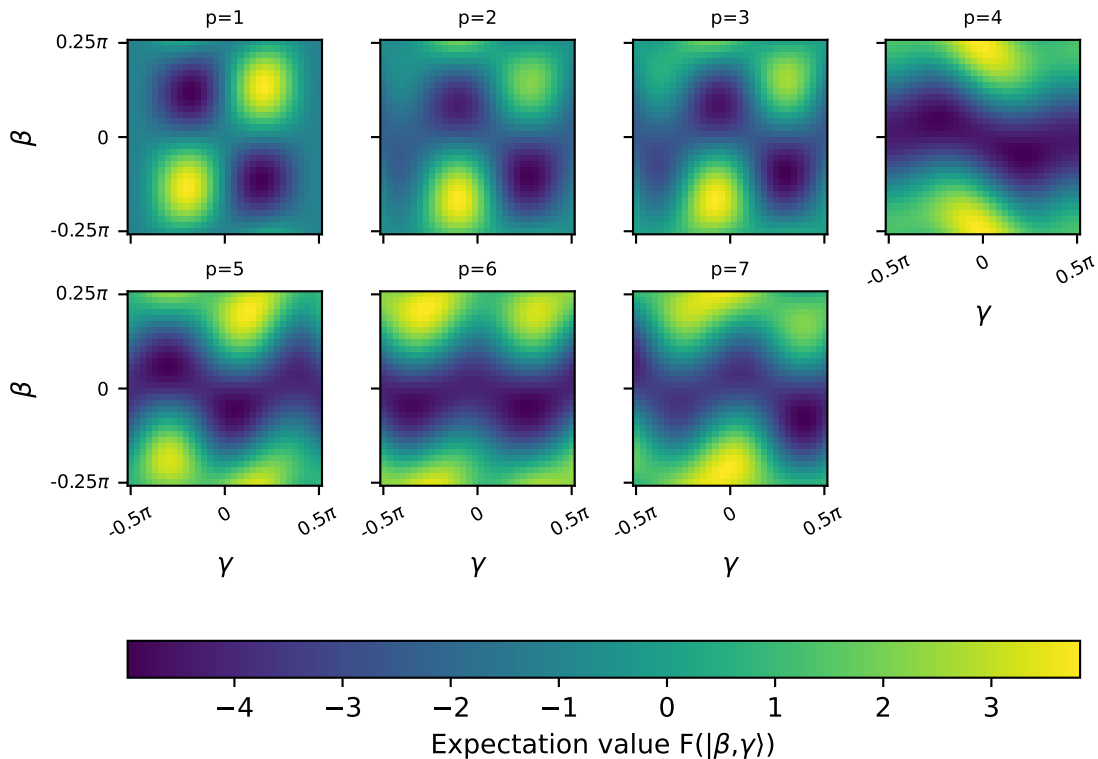 p=1 p=2 p=3 p=4
0.25π
0
-0.25π
β
-0.5π 0 0.5π
γ
p=5 p=6 p=7
0.25π
0
-0.25π
β
-0.5π 0 0.5π -0.5π 0 0.5π -0.5π 0 0.5π
γ γ γ
−4 −3 −2 −1 0 1 2 3
Expectation value F(|β,γ⟩)